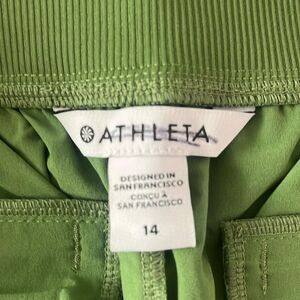 ATHLETA
DESIGNED IN
SAN FRANCISCO
CONÇU À
SAN FRANCISCO
14